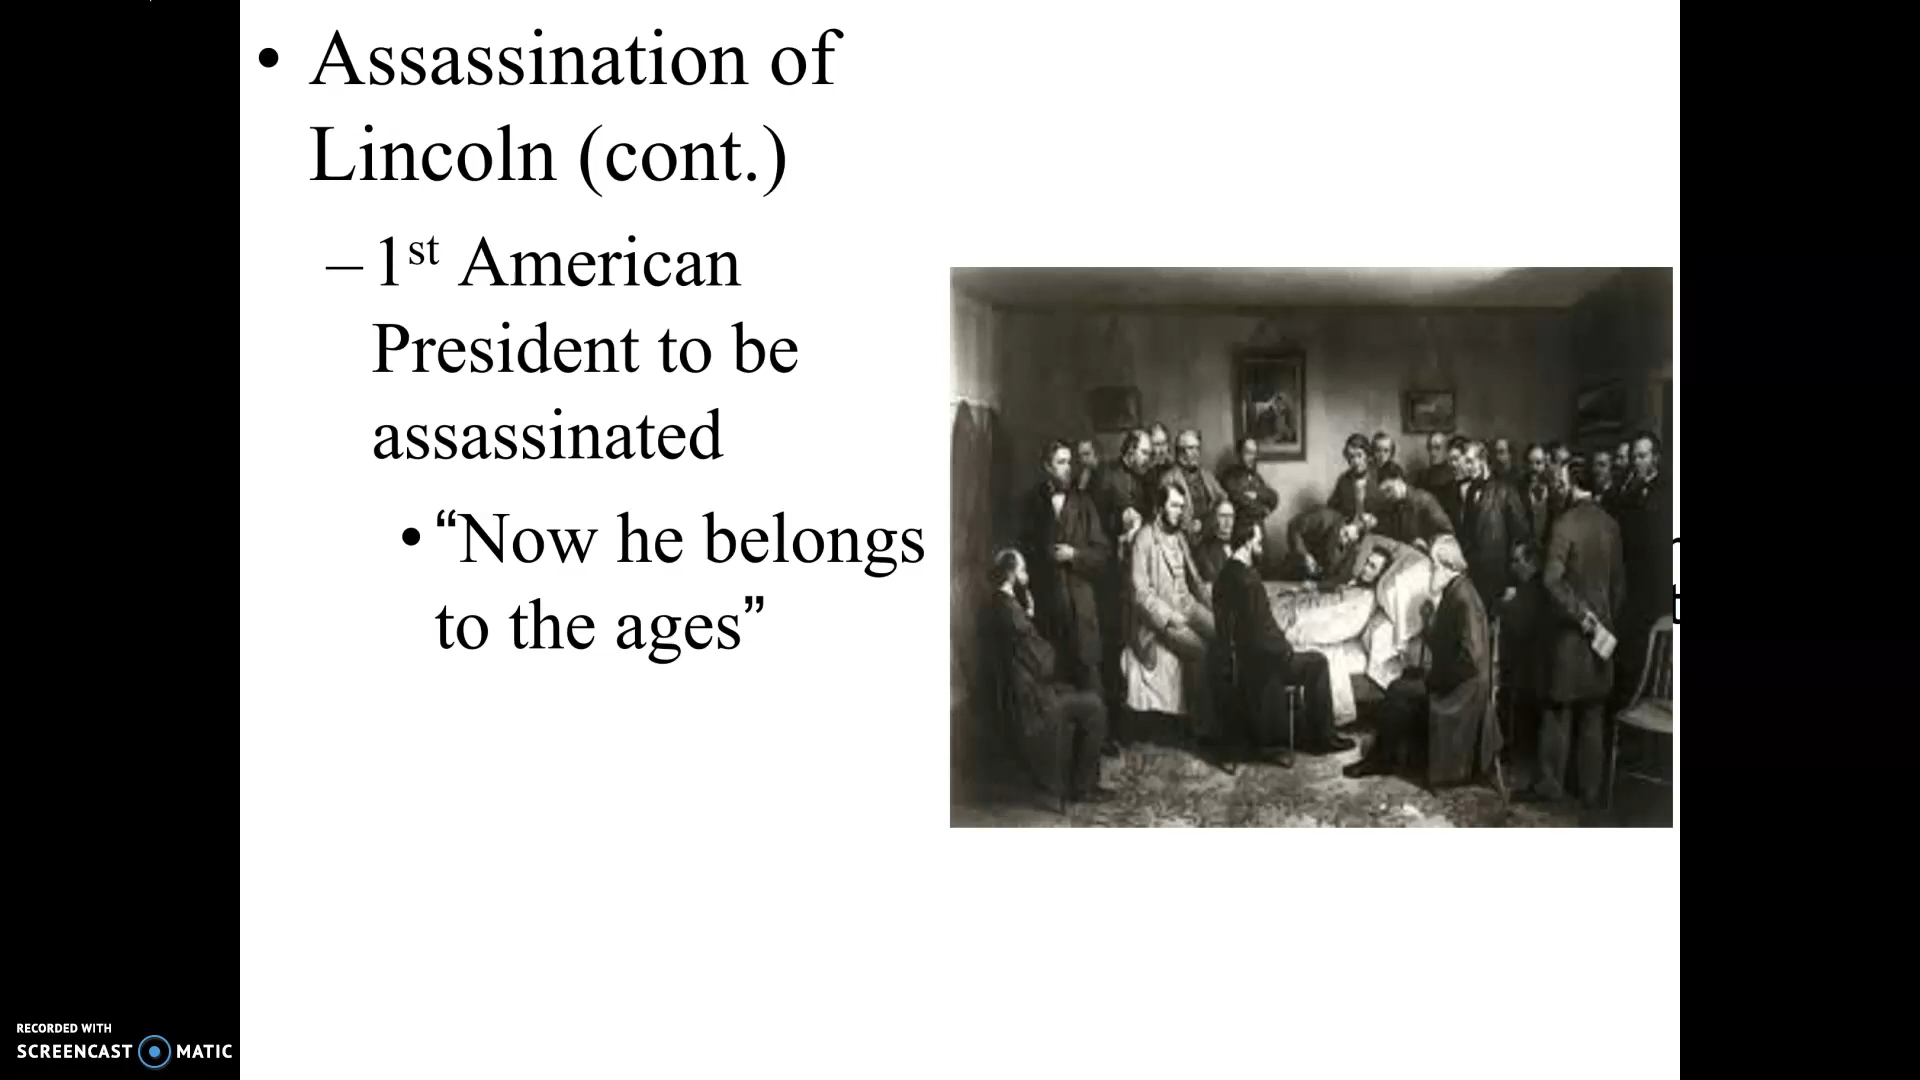 • Assassination of
Lincoln (cont.)
– 1st American
President to be
assassinated
• “Now he belongs
to the ages”
RECORDED WITH
SCREENCAST MATIC